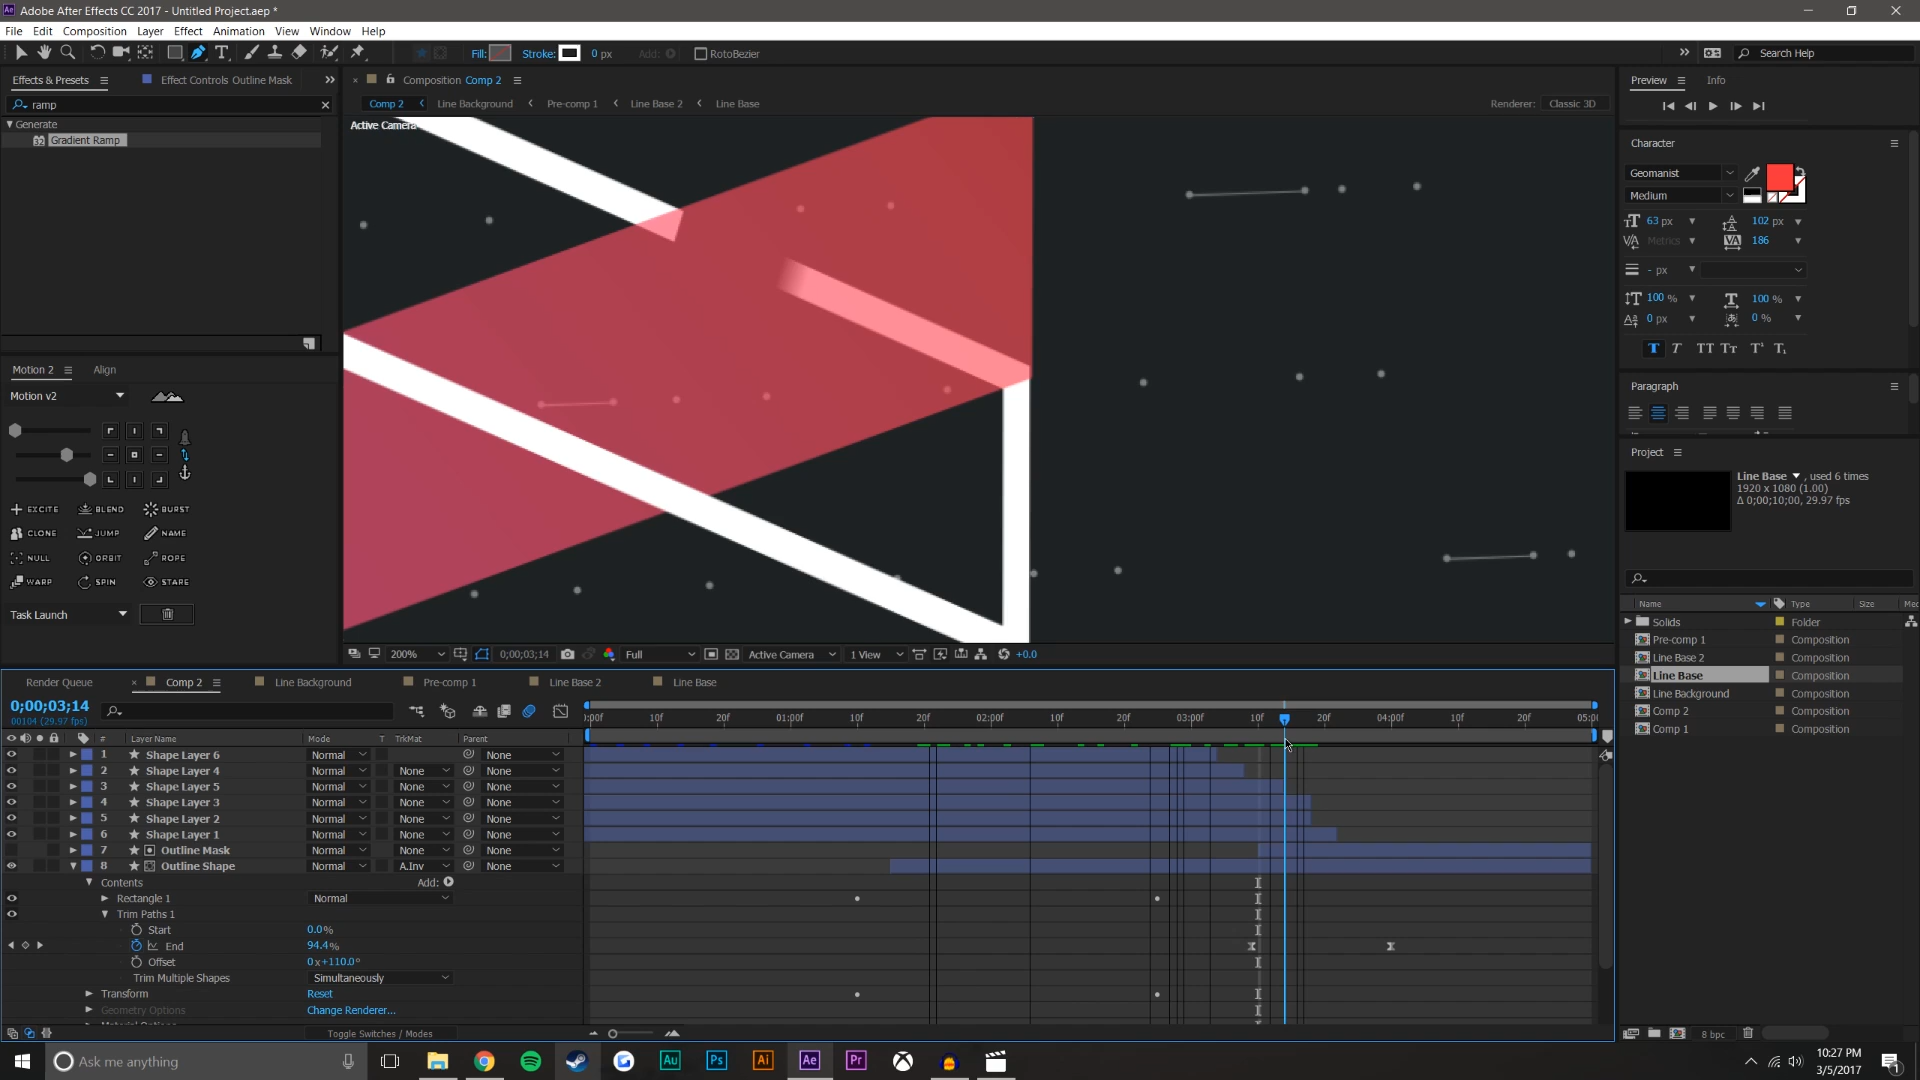 Adobe After Effects CC 2017 - Untitled Project.aep *
File Edit Composition Layer Effect Animation View Window Help
Fill: Stroke: 0 px Add: RotoBezier Search Help
Effects & Presets Effect Controls Outline Mask
ramp
Generate
Gradient Ramp
Composition Comp 2
Comp 2 Line Background Pre-comp 1 Line Base 2 Line Base
Renderer: Classic 3D
Active Camera
Motion 2 Align
Motion v2
EXCITE BLEND BURST
CLONE JUMP NAME
NULL ORBIT ROPE
WARP SPIN STARE
Task Launch
200% 0;00;03;14 Full Active Camera 1 View +0.0
Preview Info
Character
Geomanist
Medium
63 px 102 px
Metrics 186
- px
100 % 100 %
0 px 0 %
Paragraph
Project
Line Base , used 6 times
1920 x 1080 (1.00)
Δ 0;00;10;00, 29.97 fps
Name Type Size
Solids Folder
Pre-comp 1 Composition
Line Base 2 Composition
Line Base Composition
Line Background Composition
Comp 2 Composition
Comp 1 Composition
8 bpc
Render Queue Comp 2 Line Background Pre-comp 1 Line Base 2 Line Base
0;00;03;14
00104 (29.97 fps)
10f 20f 01:00f 10f 20f 02:00f 10f 20f 03:00f 10f 20f 04:00f 10f 20f
# Layer Name Mode T TrkMat Parent
1 Shape Layer 6 Normal None
2 Shape Layer 4 Normal None None
3 Shape Layer 5 Normal None None
4 Shape Layer 3 Normal None None
5 Shape Layer 2 Normal None None
6 Shape Layer 1 Normal None None
7 Outline Mask Normal None None
8 Outline Shape Normal A.Inv None
Contents Add:
Rectangle 1 Normal
Trim Paths 1
Start 0.0%
End 94.4%
Offset 0x+110.0°
Trim Multiple Shapes Simultaneously
Transform Reset
Geometry Options Change Renderer...
Toggle Switches / Modes
Ask me anything
Au Ps Ai Ae Pr
10:27 PM
3/5/2017
1